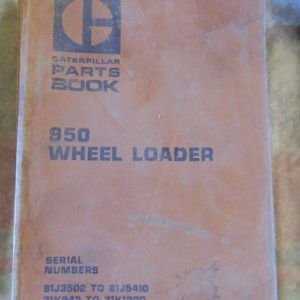 CATERPILLAR
PARTS
BOOK
950
WHEEL LOADER
SERIAL
NUMBERS
81J3502 TO 81J5410